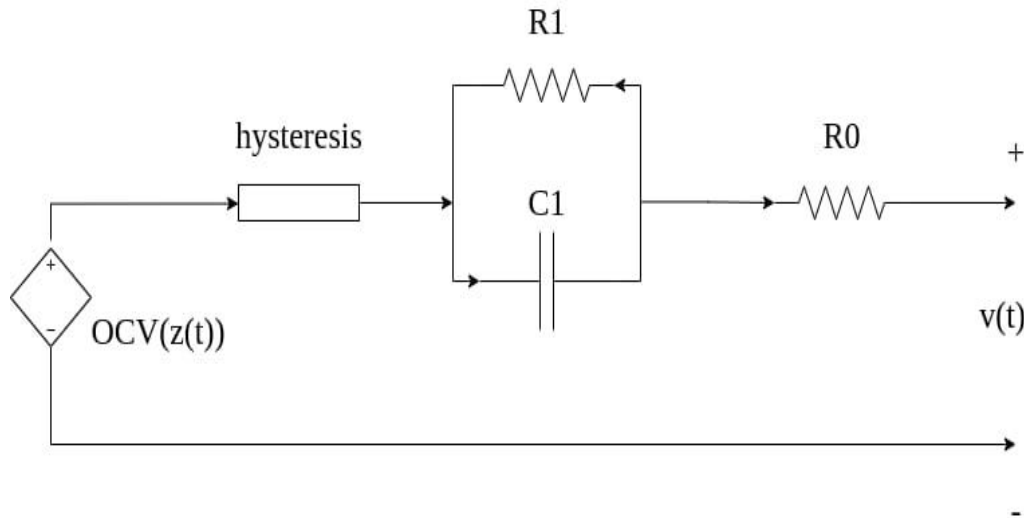 R1
hysteresis
R0
+
C1
+
-
OCV(z(t))
v(t)
-